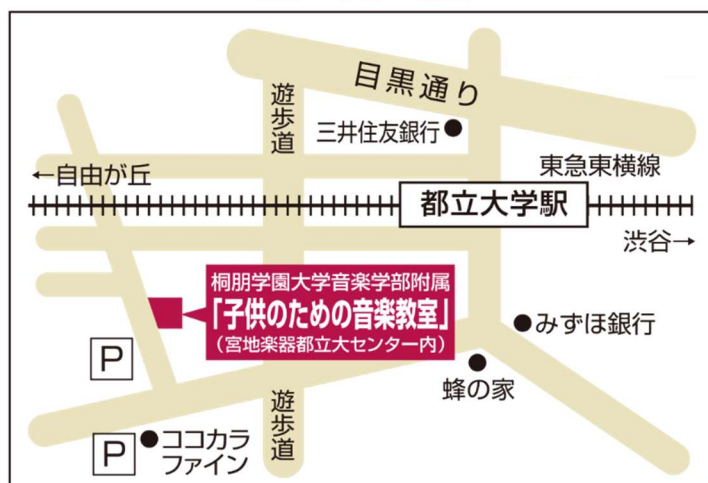 目黒通り
遊歩道
三井住友銀行
←自由が丘
東急東横線
都立大学駅
渋谷→
桐朋学園大学音楽学部附属
「子供のための音楽教室」
(宮地楽器都立大センター内)
みずほ銀行
P
蜂の家
遊歩道
P
ココカラ
ファイン